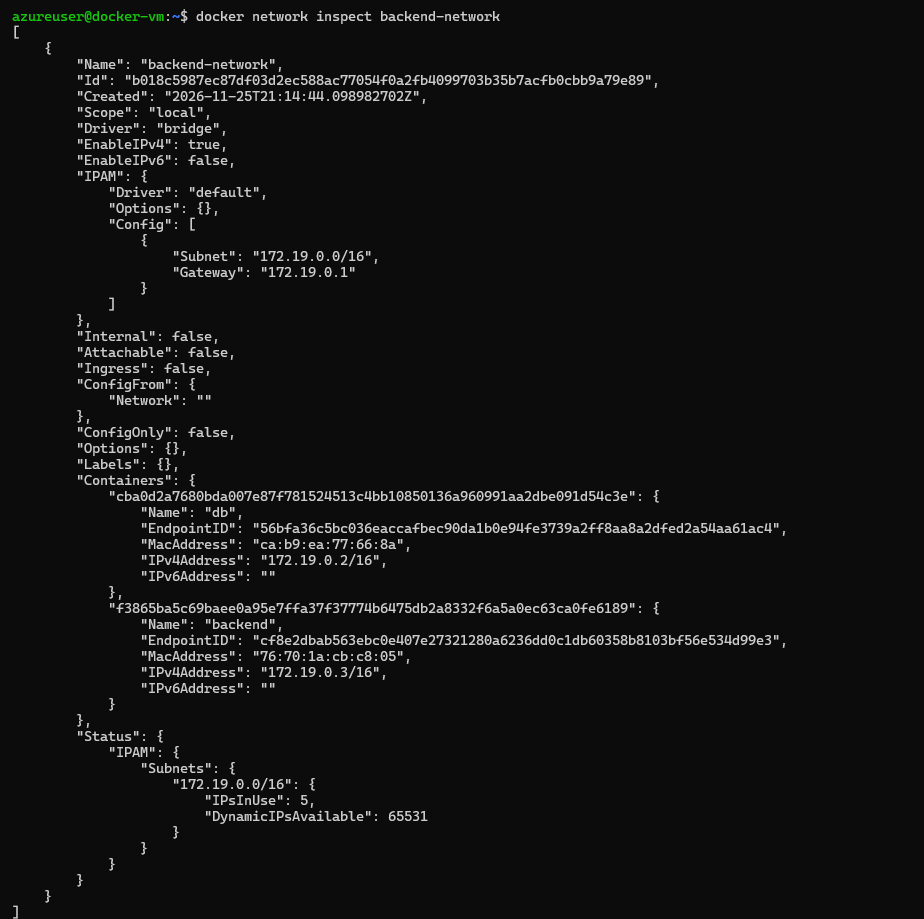 azureuser@docker-vm:~$ docker network inspect backend-network
[
    {
        "Name": "backend-network",
        "Id": "b018c5987ec87df03d2ec588ac77054f0a2fb4099703b35b7acfb0cbb9a79e89",
        "Created": "2026-11-25T21:14:44.098982702Z",
        "Scope": "local",
        "Driver": "bridge",
        "EnableIPv4": true,
        "EnableIPv6": false,
        "IPAM": {
            "Driver": "default",
            "Options": {},
            "Config": [
                {
                    "Subnet": "172.19.0.0/16",
                    "Gateway": "172.19.0.1"
                }
            ]
        },
        "Internal": false,
        "Attachable": false,
        "Ingress": false,
        "ConfigFrom": {
            "Network": ""
        },
        "ConfigOnly": false,
        "Options": {},
        "Labels": {},
        "Containers": {
            "cba0d2a7680bda007e87f781524513c4bb10850136a960991aa2dbe091d54c3e": {
                "Name": "db",
                "EndpointID": "56bfa36c5bc036eaccafbec90da1b0e94fe3739a2ff8aa8a2dfed2a54aa61ac4",
                "MacAddress": "ca:b9:ea:77:66:8a",
                "IPv4Address": "172.19.0.2/16",
                "IPv6Address": ""
            },
            "f3865ba5c69baee0a95e7ffa37f37774b6475db2a8332f6a5a0ec63ca0fe6189": {
                "Name": "backend",
                "EndpointID": "cf8e2dbab563ebc0e407e27321280a6236dd0c1db60358b8103bf56e534d99e3",
                "MacAddress": "76:70:1a:cb:c8:05",
                "IPv4Address": "172.19.0.3/16",
                "IPv6Address": ""
            }
        },
        "Status": {
            "IPAM": {
                "Subnets": {
                    "172.19.0.0/16": {
                        "IPsInUse": 5,
                        "DynamicIPsAvailable": 65531
                    }
                }
            }
        }
    }
]